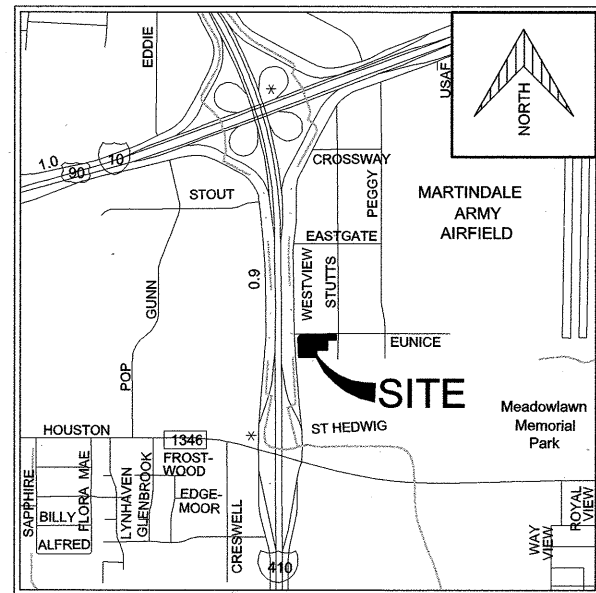 EDDIE
USAF
NORTH
1.0
90
10
CROSSWAY
STOUT
PEGGY
MARTINDALE
ARMY
AIRFIELD
EASTGATE
0.9
WESTVIEW
STUTTS
GUNN
EUNICE
POP
SITE
Meadowlawn
Memorial
Park
HOUSTON
1346
*
*
ST HEDWIG
FROST-
WOOD
SAPPHIRE
FLORA MAE
LYNHAVEN
GLENBROOK
EDGE-
MOOR
BILLY
ALFRED
CRESWELL
410
WAY
VIEW
ROYAL
VIEW